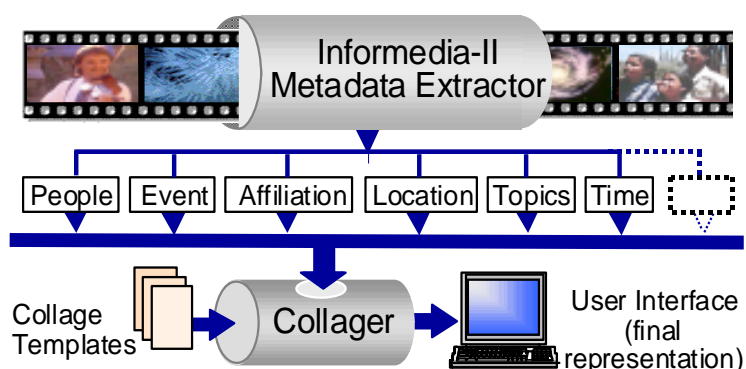 Informedia-II
Metadata Extractor
People
Event
Affiliation
Location
Topics
Time
Collage
Templates
Collager
User Interface
(final
representation)